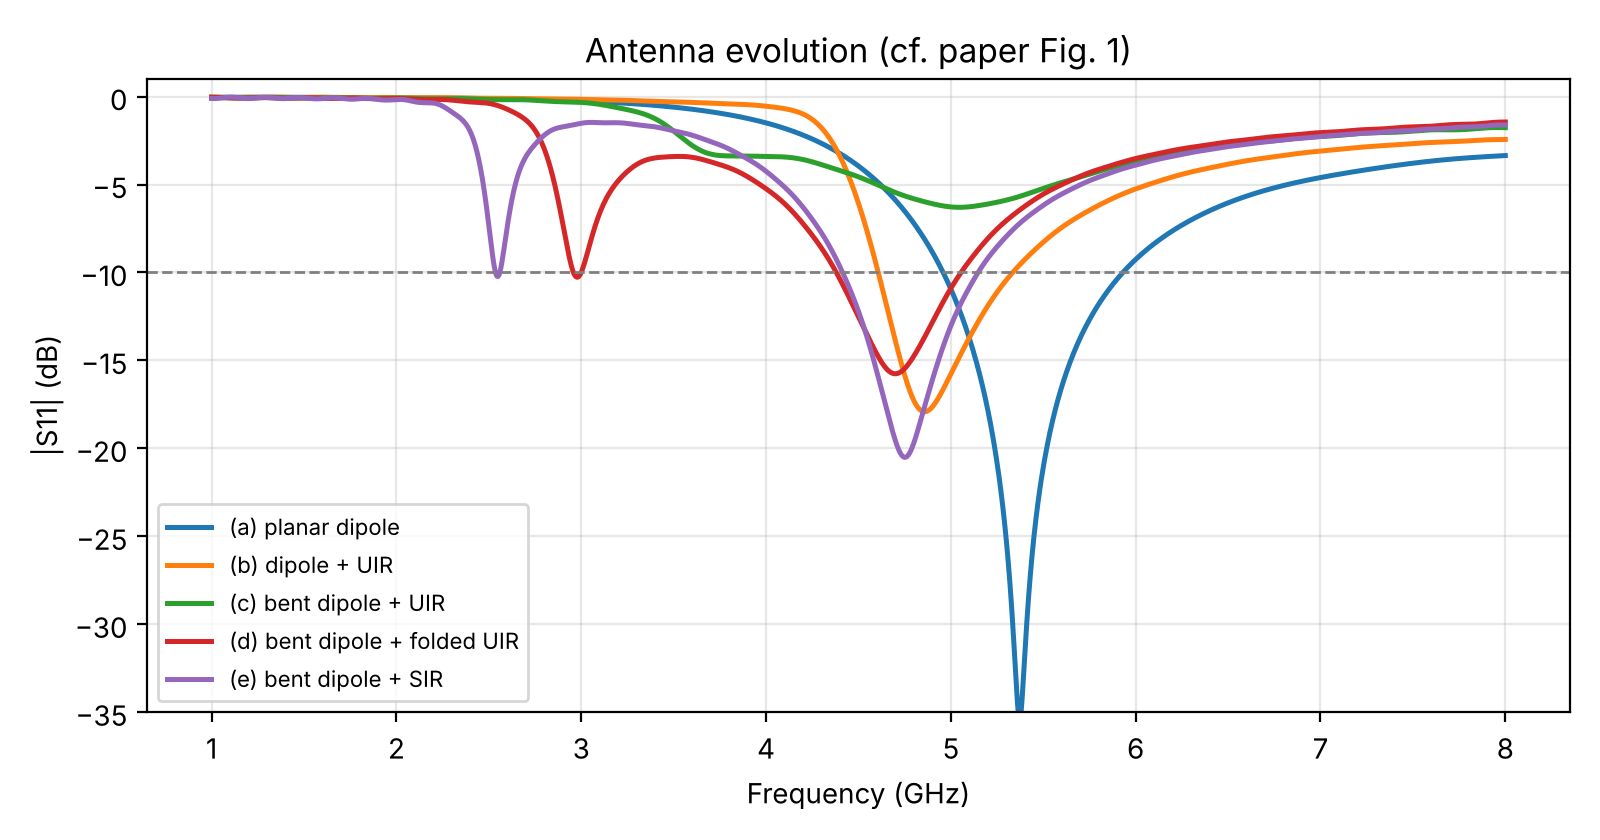 Antenna evolution (cf. paper Fig. 1)
|S11| (dB)
0
−5
−10
−15
−20
−25
−30
−35
(a) planar dipole
(b) dipole + UIR
(c) bent dipole + UIR
(d) bent dipole + folded UIR
(e) bent dipole + SIR
1 2 3 4 5 6 7 8
Frequency (GHz)